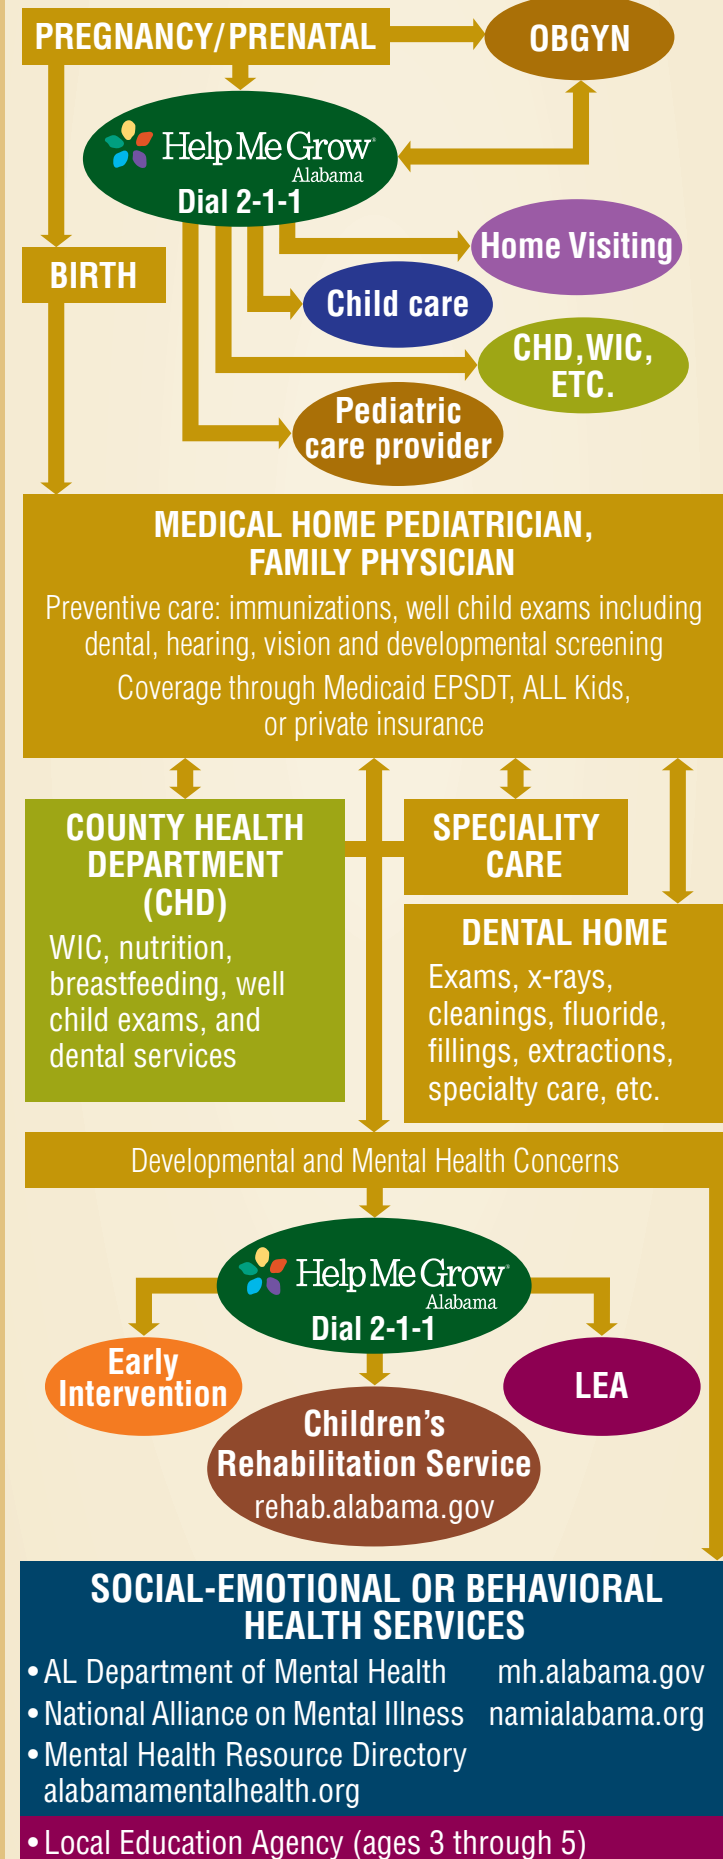 PREGNANCY/PRENATAL
OBGYN
Help Me Grow
Alabama
Dial 2-1-1
Home Visiting
BIRTH
Child care
CHD, WIC,
ETC.
Pediatric
care provider
MEDICAL HOME PEDIATRICIAN,
FAMILY PHYSICIAN
Preventive care: immunizations, well child exams including
dental, hearing, vision and developmental screening
Coverage through Medicaid EPSDT, ALL Kids,
or private insurance
COUNTY HEALTH
DEPARTMENT
(CHD)
WIC, nutrition,
breastfeeding, well
child exams, and
dental services
SPECIALITY
CARE
DENTAL HOME
Exams, x-rays,
cleanings, fluoride,
fillings, extractions,
specialty care, etc.
Developmental and Mental Health Concerns
Help Me Grow
Alabama
Dial 2-1-1
Early
Intervention
LEA
Children's
Rehabilitation Service
rehab.alabama.gov
SOCIAL-EMOTIONAL OR BEHAVIORAL
HEALTH SERVICES
• AL Department of Mental Health mh.alabama.gov
• National Alliance on Mental Illness namialabama.org
• Mental Health Resource Directory
alabamamentalhealth.org
• Local Education Agency (ages 3 through 5)